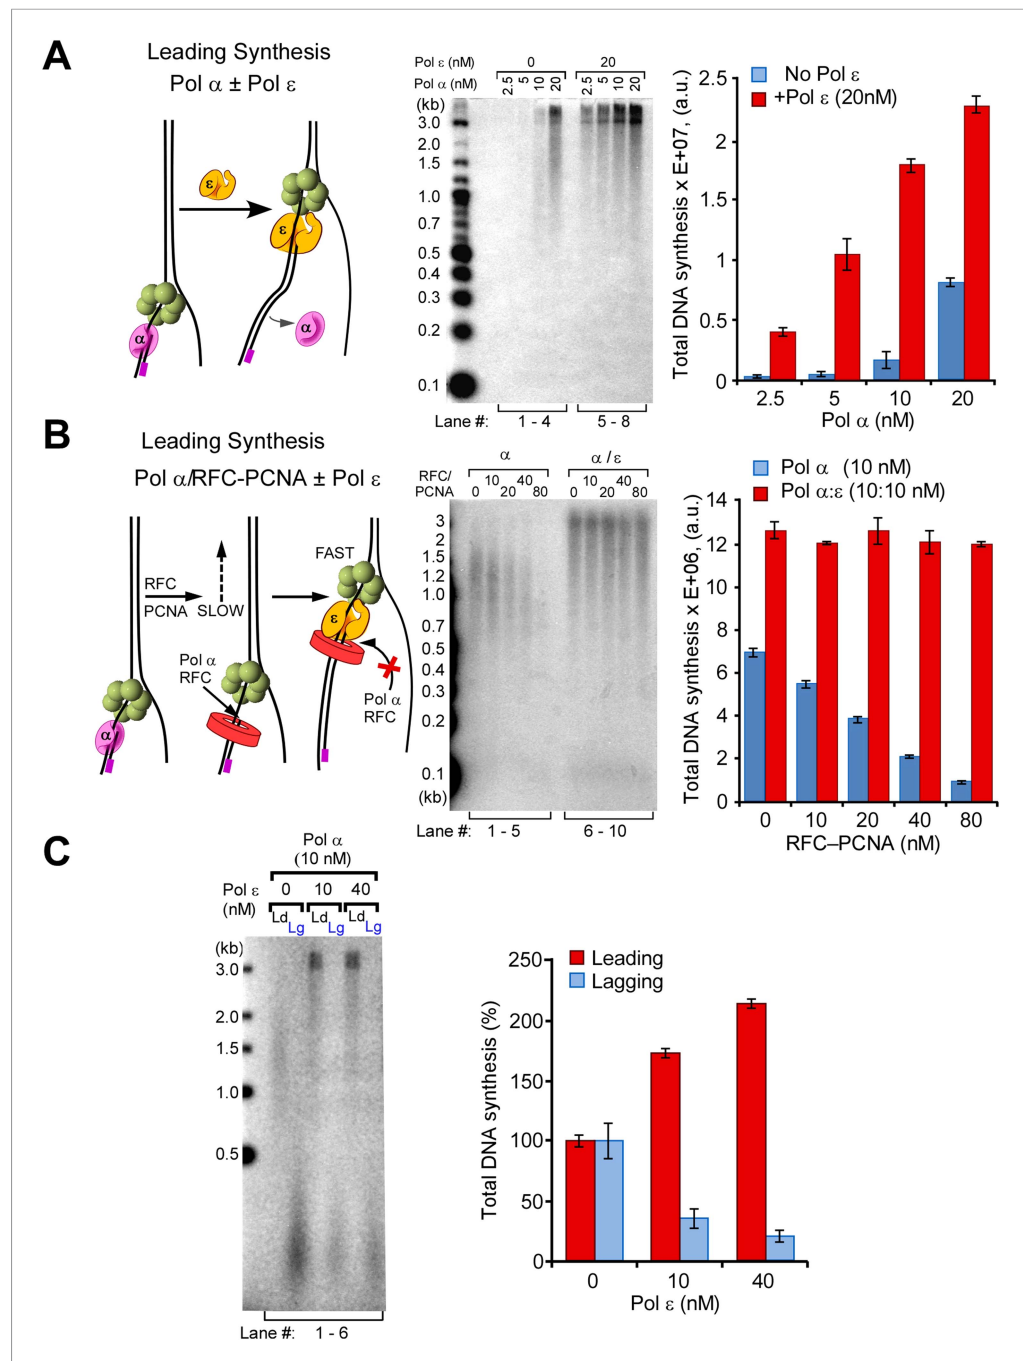 A
Leading Synthesis
Pol α ± Pol ε
ε
ε
α
α
Pol ε (nM) 0 20
Pol α (nM) 2.5 5 10 20 2.5 5 10 20
(kb)
3.0
2.0
1.5
1.0
0.7
0.5
0.4
0.3
0.2
0.1
Lane #: 1 - 4 5 - 8
No Pol ε
+Pol ε (20nM)
Total DNA synthesis x E+07, (a.u.)
2.5
2
1.5
1
0.5
0
2.5 5 10 20
Pol α (nM)
B
Leading Synthesis
Pol α/RFC-PCNA ± Pol ε
RFC
PCNA
SLOW
FAST
Pol α
RFC
α
ε
Pol α
RFC
α α / ε
RFC/
PCNA
0 10 20 40 80 0 10 20 40 80
3
2
1.5
1.2
1.0
0.7
0.5
0.4
0.3
0.2
0.1
(kb)
Lane #: 1 - 5 6 - 10
Pol α (10 nM)
Pol α:ε (10:10 nM)
Total DNA synthesis x E+06, (a.u.)
14
12
10
8
6
4
2
0
0 10 20 40 80
RFC–PCNA (nM)
C
Pol α
(10 nM)
Pol ε
(nM)
0 10 40
Ld Lg Ld Lg Ld Lg
(kb)
3.0
2.0
1.5
1.0
0.5
Lane #: 1 - 6
Leading
Lagging
Total DNA synthesis (%)
250
200
150
100
50
0
0 10 40
Pol ε (nM)